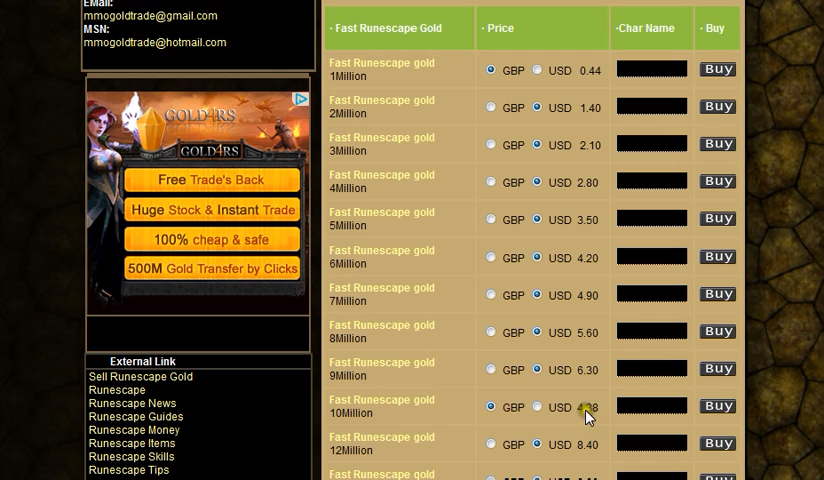 EMail:
mmogoldtrade@gmail.com
MSN:
mmogoldtrade@hotmail.com
GOLD4RS
GOLD4RS
Free Trade's Back
Huge Stock & Instant Trade
100% cheap & safe
500M Gold Transfer by Clicks
External Link
Sell Runescape Gold
Runescape
Runescape News
Runescape Guides
Runescape Money
Runescape Items
Runescape Skills
Runescape Tips
· Fast Runescape Gold · Price ·Char Name · Buy
Fast Runescape gold
1Million GBP USD 0.44 Buy
Fast Runescape gold
2Million GBP USD 1.40 Buy
Fast Runescape gold
3Million GBP USD 2.10 Buy
Fast Runescape gold
4Million GBP USD 2.80 Buy
Fast Runescape gold
5Million GBP USD 3.50 Buy
Fast Runescape gold
6Million GBP USD 4.20 Buy
Fast Runescape gold
7Million GBP USD 4.90 Buy
Fast Runescape gold
8Million GBP USD 5.60 Buy
Fast Runescape gold
9Million GBP USD 6.30 Buy
Fast Runescape gold
10Million GBP USD Buy
Fast Runescape gold
12Million GBP USD 8.40 Buy
Fast Runescape gold